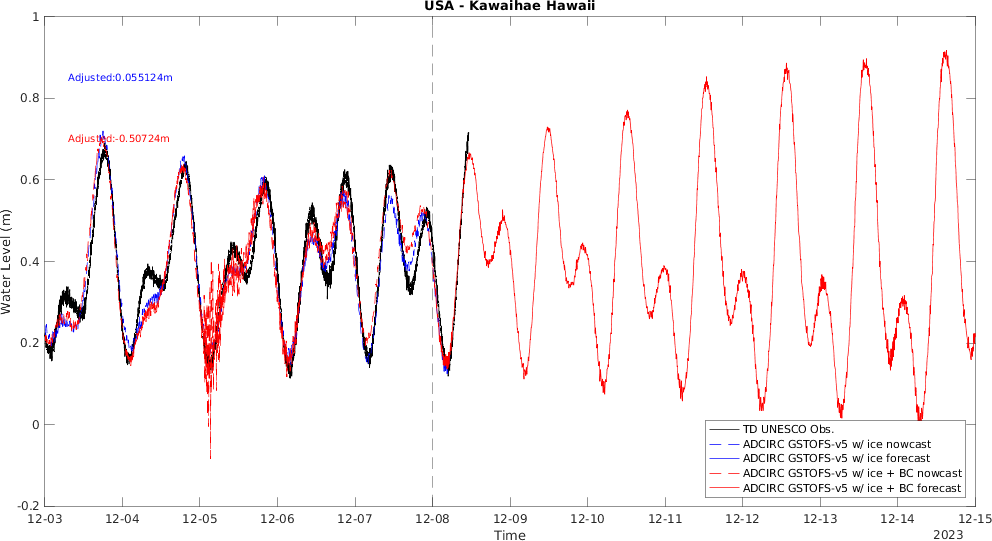 USA - Kawaihae Hawaii
1
0.8
0.6
0.4
0.2
0
-0.2
Water Level (m)
Adjusted:0.055124m
Adjusted:-0.50724m
TD UNESCO Obs.
ADCIRC GSTOFS-v5 w/ ice nowcast
ADCIRC GSTOFS-v5 w/ ice forecast
ADCIRC GSTOFS-v5 w/ ice + BC nowcast
ADCIRC GSTOFS-v5 w/ ice + BC forecast
12-03 12-04 12-05 12-06 12-07 12-08 12-09 12-10 12-11 12-12 12-13 12-14 12-15
Time
2023